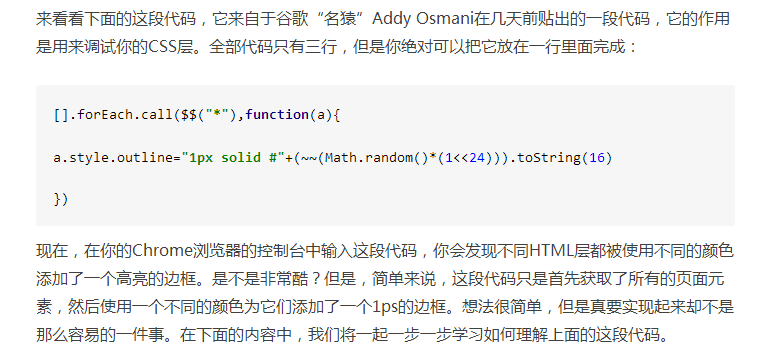 来看看下面的这段代码，它来自于谷歌“名猿”Addy Osmani在几天前贴出的一段代码，它的作用
是用来调试你的CSS层。全部代码只有三行，但是你绝对可以把它放在一行里面完成：
[].forEach.call($$("*"),function(a){
a.style.outline="1px solid #"+(~~(Math.random()*(1<<24))).toString(16)
})
现在，在你的Chrome浏览器的控制台中输入这段代码，你会发现不同HTML层都被使用不同的颜色
添加了一个高亮的边框。是不是非常酷？但是，简单来说，这段代码只是首先获取了所有的页面元
素，然后使用一个不同的颜色为它们添加了一个1ps的边框。想法很简单，但是真要实现起来却不是
那么容易的一件事。在下面的内容中，我们将一起一步一步学习如何理解上面的这段代码。